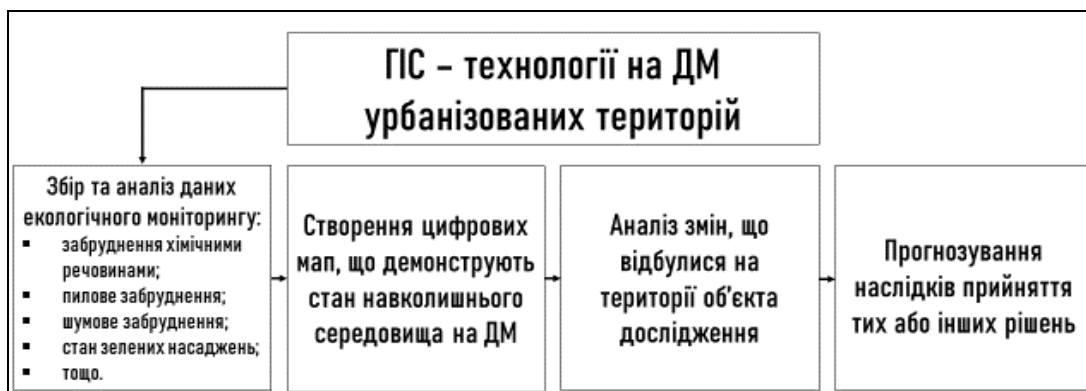 ГІС – технології на ДМ
урбанізованих територій
Збір та аналіз даних
екологічного моніторингу:
▪ забруднення хімічними
речовинами;
▪ пилове забруднення;
▪ шумове забруднення;
▪ стан зелених насаджень;
▪ тощо.
Створення цифрових
мап, що демонструють
стан навколишнього
середовища на ДМ
Аналіз змін, що
відбулися на
території об’єкта
дослідження
Прогнозування
наслідків прийняття
тих або інших рішень